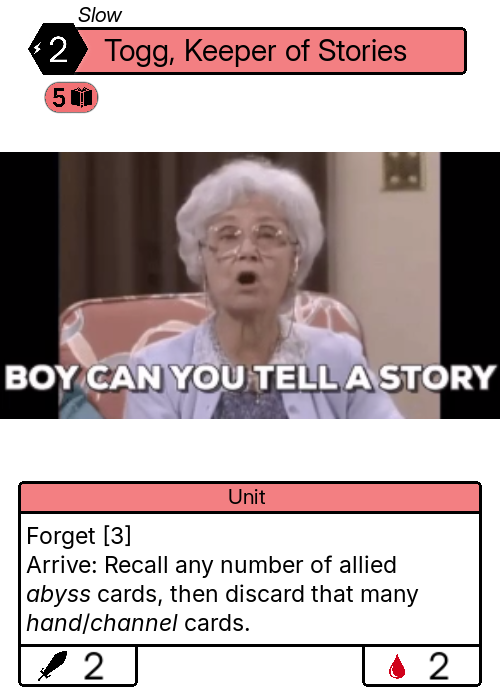 Slow
2 Togg, Keeper of Stories
5
BOY CAN YOU TELL A STORY
Unit
Forget [3]
Arrive: Recall any number of allied
abyss cards, then discard that many
hand/channel cards.
2 2